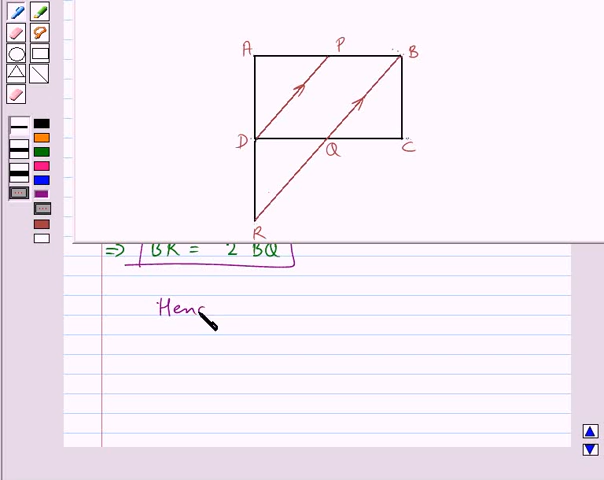 A P B
D Q C
R
=> BR = 2 BQ
Henc